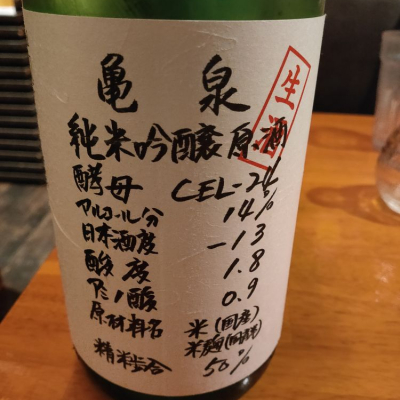 亀泉
生酒
純米吟醸原酒
酵母 CEL-24
アルコール分 14%
日本酒度 -13
酸度 1.8
アミノ酸 0.9
原材料名 米(国産)
米麹(国産米)
精米歩合 50%